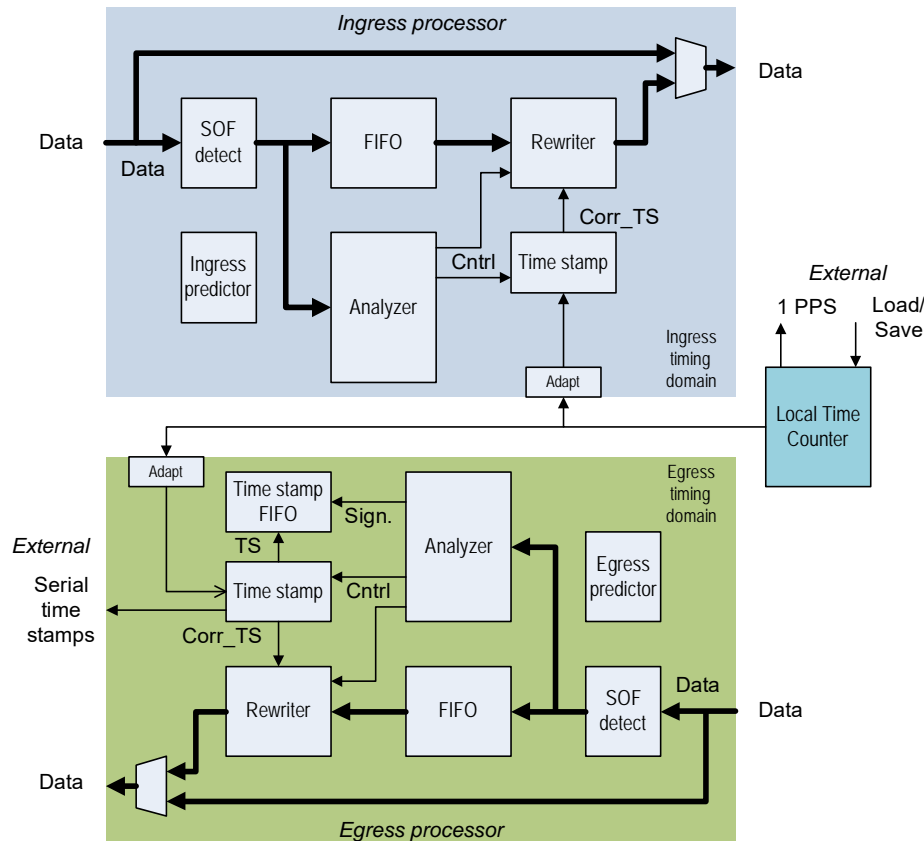 Ingress processor
Data
Data
SOF
detect
FIFO
Rewriter
Data
Corr_TS
Ingress
predictor
Analyzer
Cntrl
Time stamp
External
1 PPS
Load/
Save
Ingress
timing
domain
Adapt
Local Time
Counter
Adapt
Time stamp
FIFO
Sign.
Analyzer
Egress
timing
domain
External
TS
Egress
predictor
Serial
time
stamps
Time stamp
Cntrl
Corr_TS
Rewriter
FIFO
SOF
detect
Data
Data
Data
Egress processor